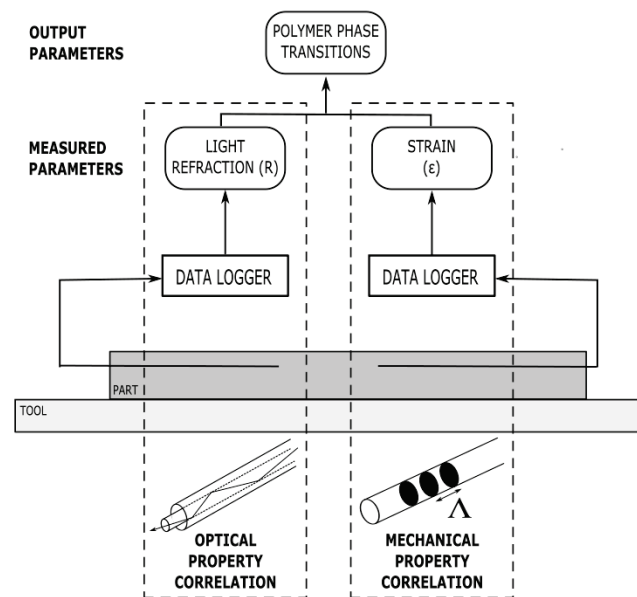 OUTPUT
PARAMETERS
POLYMER PHASE
TRANSITIONS
MEASURED
PARAMETERS
LIGHT
REFRACTION (R)
STRAIN
(ε)
DATA LOGGER
DATA LOGGER
PART
TOOL
Λ
OPTICAL
PROPERTY
CORRELATION
MECHANICAL
PROPERTY
CORRELATION